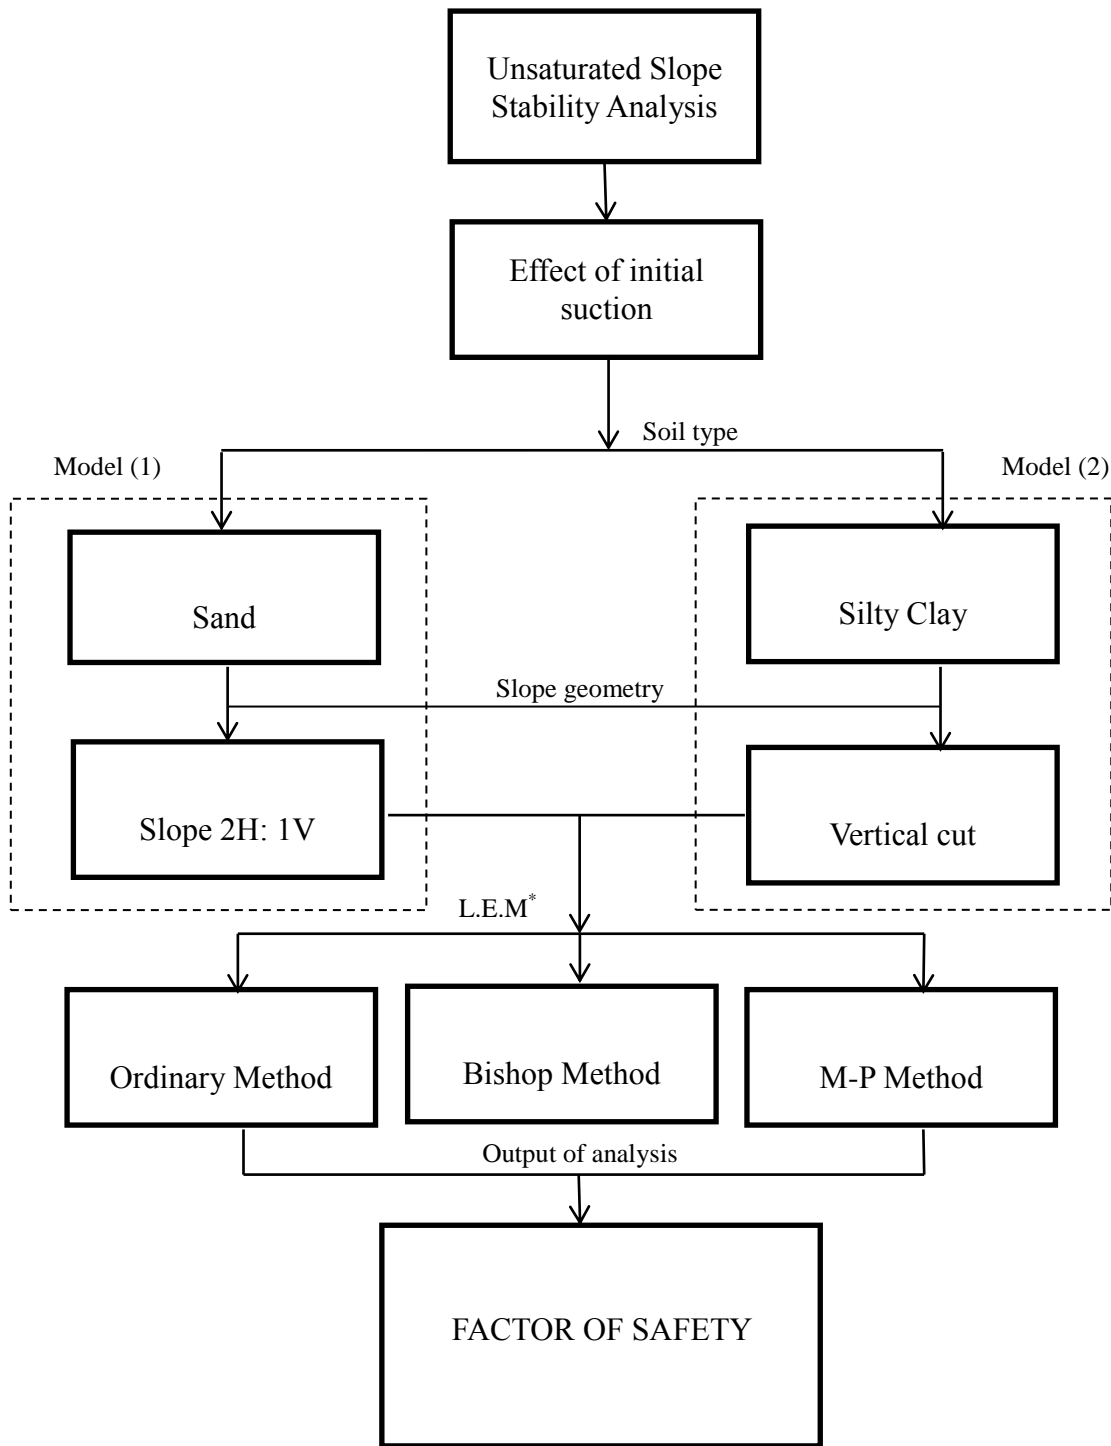 Unsaturated Slope
Stability Analysis
Effect of initial
suction
Soil type
Model (1)
Model (2)
Sand
Silty Clay
Slope geometry
Slope 2H: 1V
Vertical cut
L.E.M*
Ordinary Method
Bishop Method
M-P Method
Output of analysis
FACTOR OF SAFETY